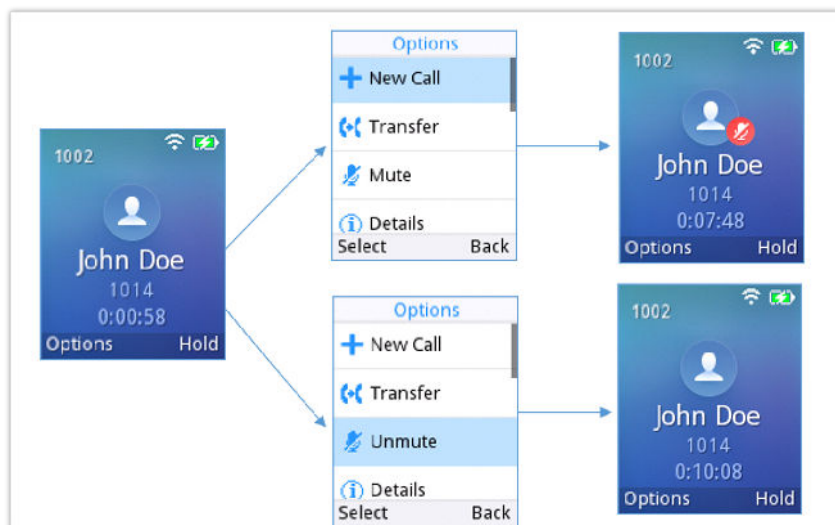 1002
John Doe
1014
0:00:58
Options Hold
Options
New Call
Transfer
Mute
Details
Select Back
1002
John Doe
1014
0:07:48
Options Hold
Options
New Call
Transfer
Unmute
Details
Select Back
1002
John Doe
1014
0:10:08
Options Hold